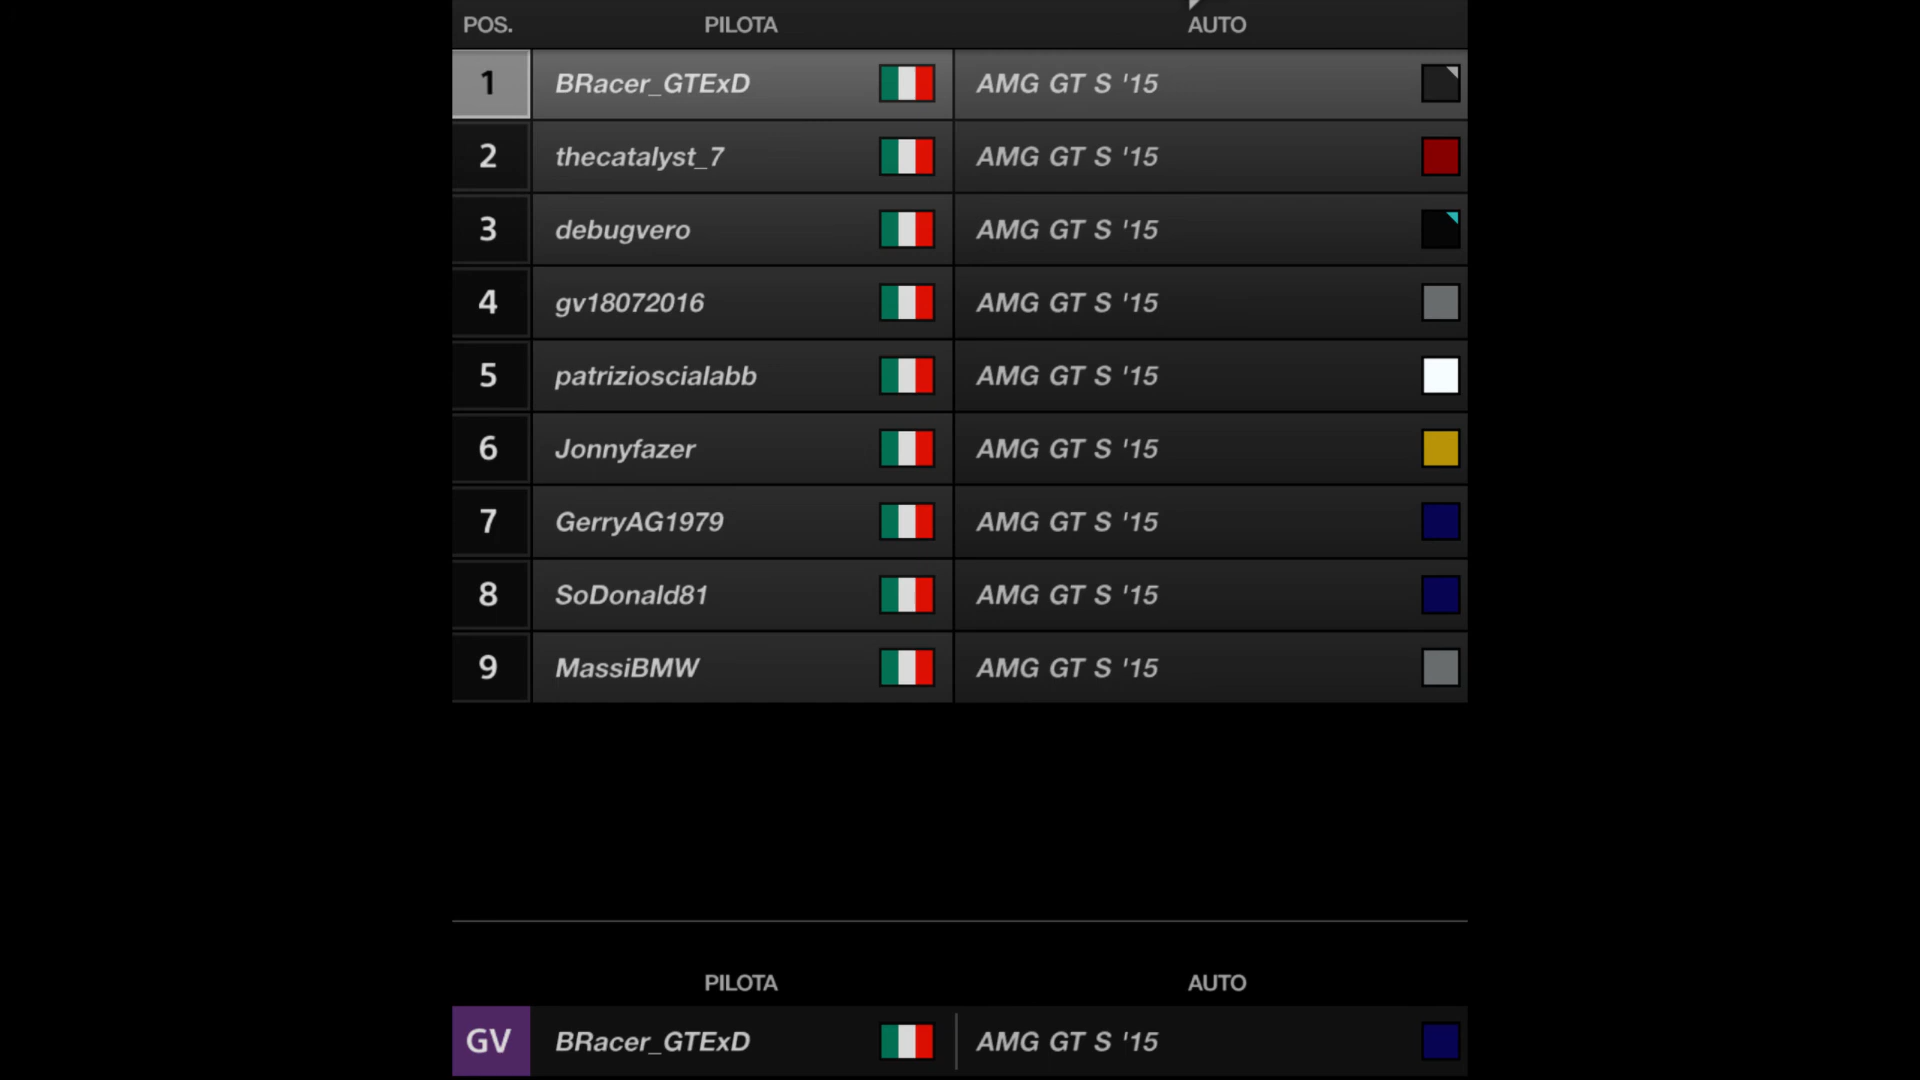 POS. PILOTA AUTO
1 BRacer_GTExD AMG GT S '15
2 thecatalyst_7 AMG GT S '15
3 debugvero AMG GT S '15
4 gv18072016 AMG GT S '15
5 patrizioscialabb AMG GT S '15
6 Jonnyfazer AMG GT S '15
7 GerryAG1979 AMG GT S '15
8 SoDonald81 AMG GT S '15
9 MassiBMW AMG GT S '15
PILOTA AUTO
GV BRacer_GTExD AMG GT S '15